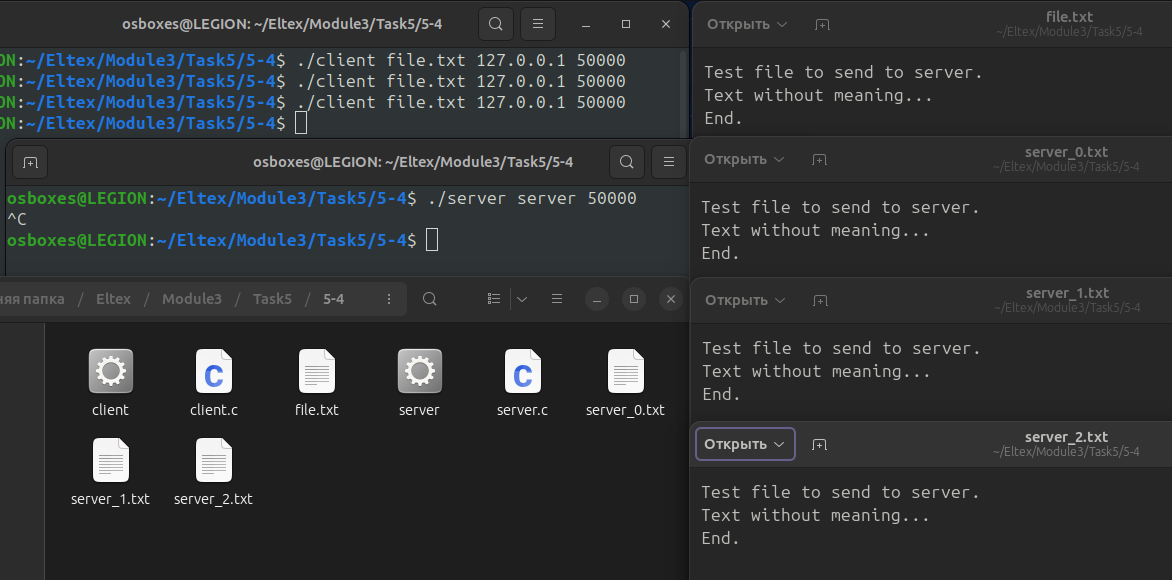 osboxes@LEGION: ~/Eltex/Module3/Task5/5-4
ON:~/Eltex/Module3/Task5/5-4$ ./client file.txt 127.0.0.1 50000
ON:~/Eltex/Module3/Task5/5-4$ ./client file.txt 127.0.0.1 50000
ON:~/Eltex/Module3/Task5/5-4$ ./client file.txt 127.0.0.1 50000
ON:~/Eltex/Module3/Task5/5-4$
osboxes@LEGION: ~/Eltex/Module3/Task5/5-4
osboxes@LEGION:~/Eltex/Module3/Task5/5-4$ ./server server 50000
^C
osboxes@LEGION:~/Eltex/Module3/Task5/5-4$
няя папка / Eltex / Module3 / Task5 / 5-4
client
client.c
file.txt
server
server.c
server_0.txt
server_1.txt
server_2.txt
Открыть
file.txt
~/Eltex/Module3/Task5/5-4
Test file to send to server.
Text without meaning...
End.
Открыть
server_0.txt
~/Eltex/Module3/Task5/5-4
Test file to send to server.
Text without meaning...
End.
Открыть
server_1.txt
~/Eltex/Module3/Task5/5-4
Test file to send to server.
Text without meaning...
End.
Открыть
server_2.txt
~/Eltex/Module3/Task5/5-4
Test file to send to server.
Text without meaning...
End.